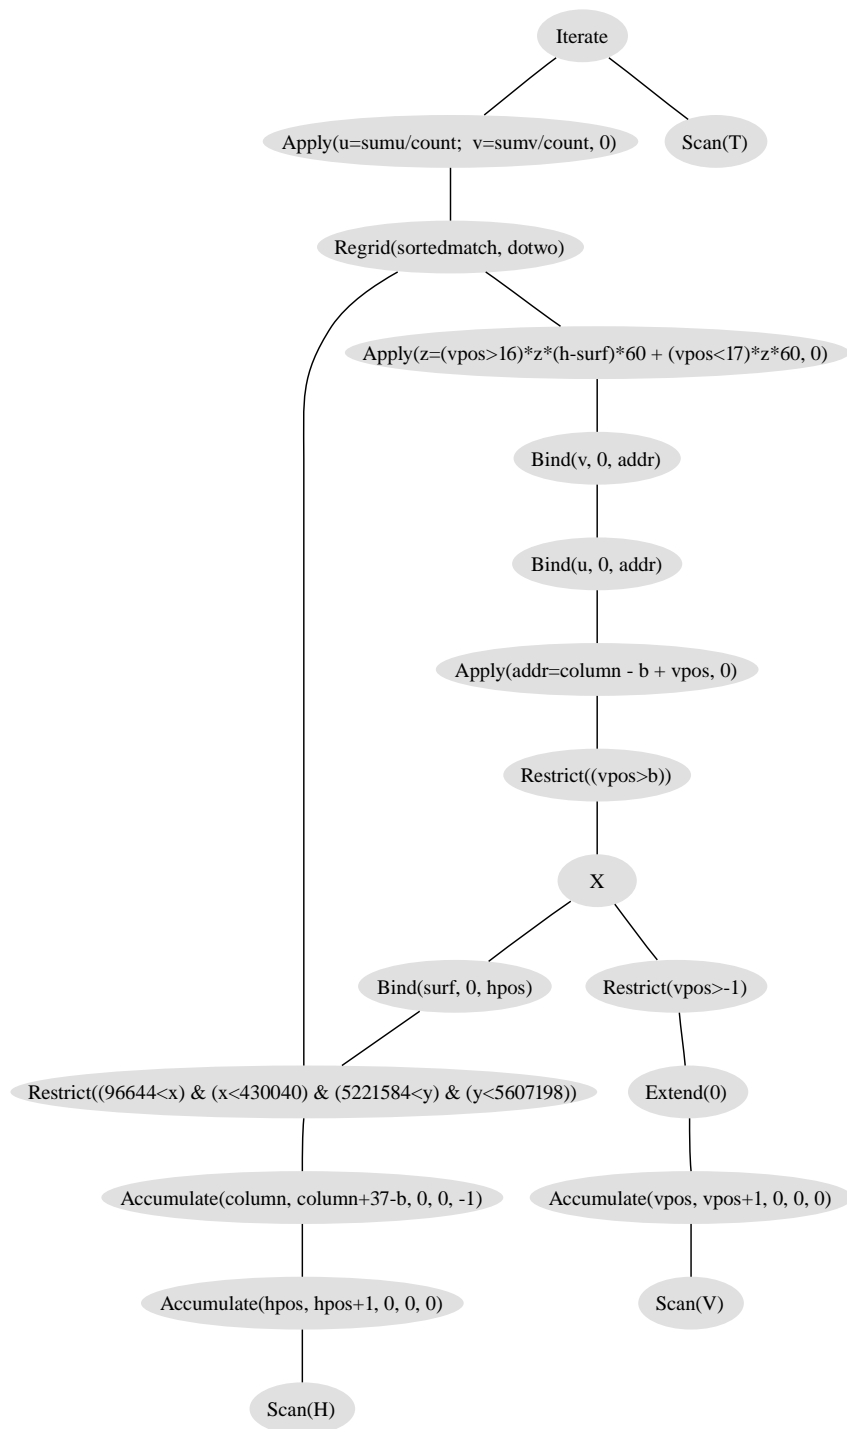 Iterate
Apply(u=sumu/count;  v=sumv/count, 0)
Scan(T)
Regrid(sortedmatch, dotwo)
Apply(z=(vpos>16)*z*(h-surf)*60 + (vpos<17)*z*60, 0)
Bind(v, 0, addr)
Bind(u, 0, addr)
Apply(addr=column - b + vpos, 0)
Restrict((vpos>b))
X
Bind(surf, 0, hpos)
Restrict(vpos>-1)
Restrict((96644<x) & (x<430040) & (5221584<y) & (y<5607198))
Extend(0)
Accumulate(column, column+37-b, 0, 0, -1)
Accumulate(vpos, vpos+1, 0, 0, 0)
Accumulate(hpos, hpos+1, 0, 0, 0)
Scan(V)
Scan(H)